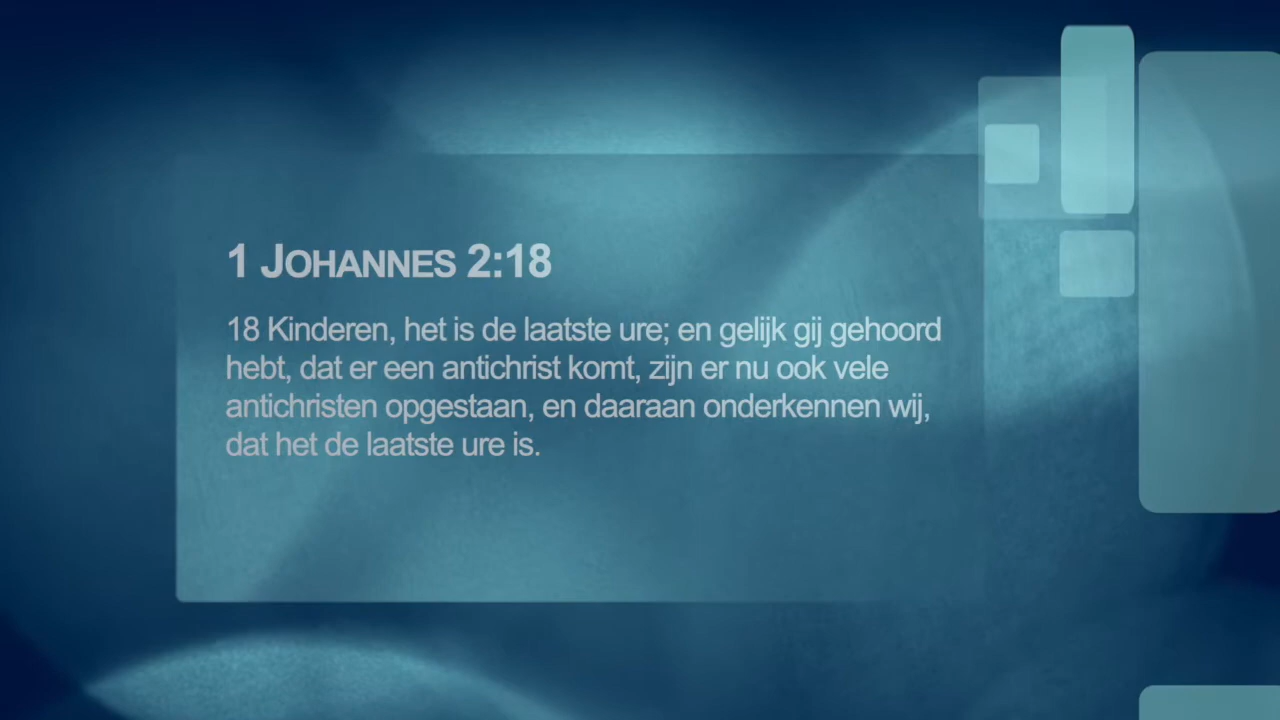 1 JOHANNES 2:18
18 Kinderen, het is de laatste ure; en gelijk gij gehoord
hebt, dat er een antichrist komt, zijn er nu ook vele
antichristen opgestaan, en daaraan onderkennen wij,
dat het de laatste ure is.